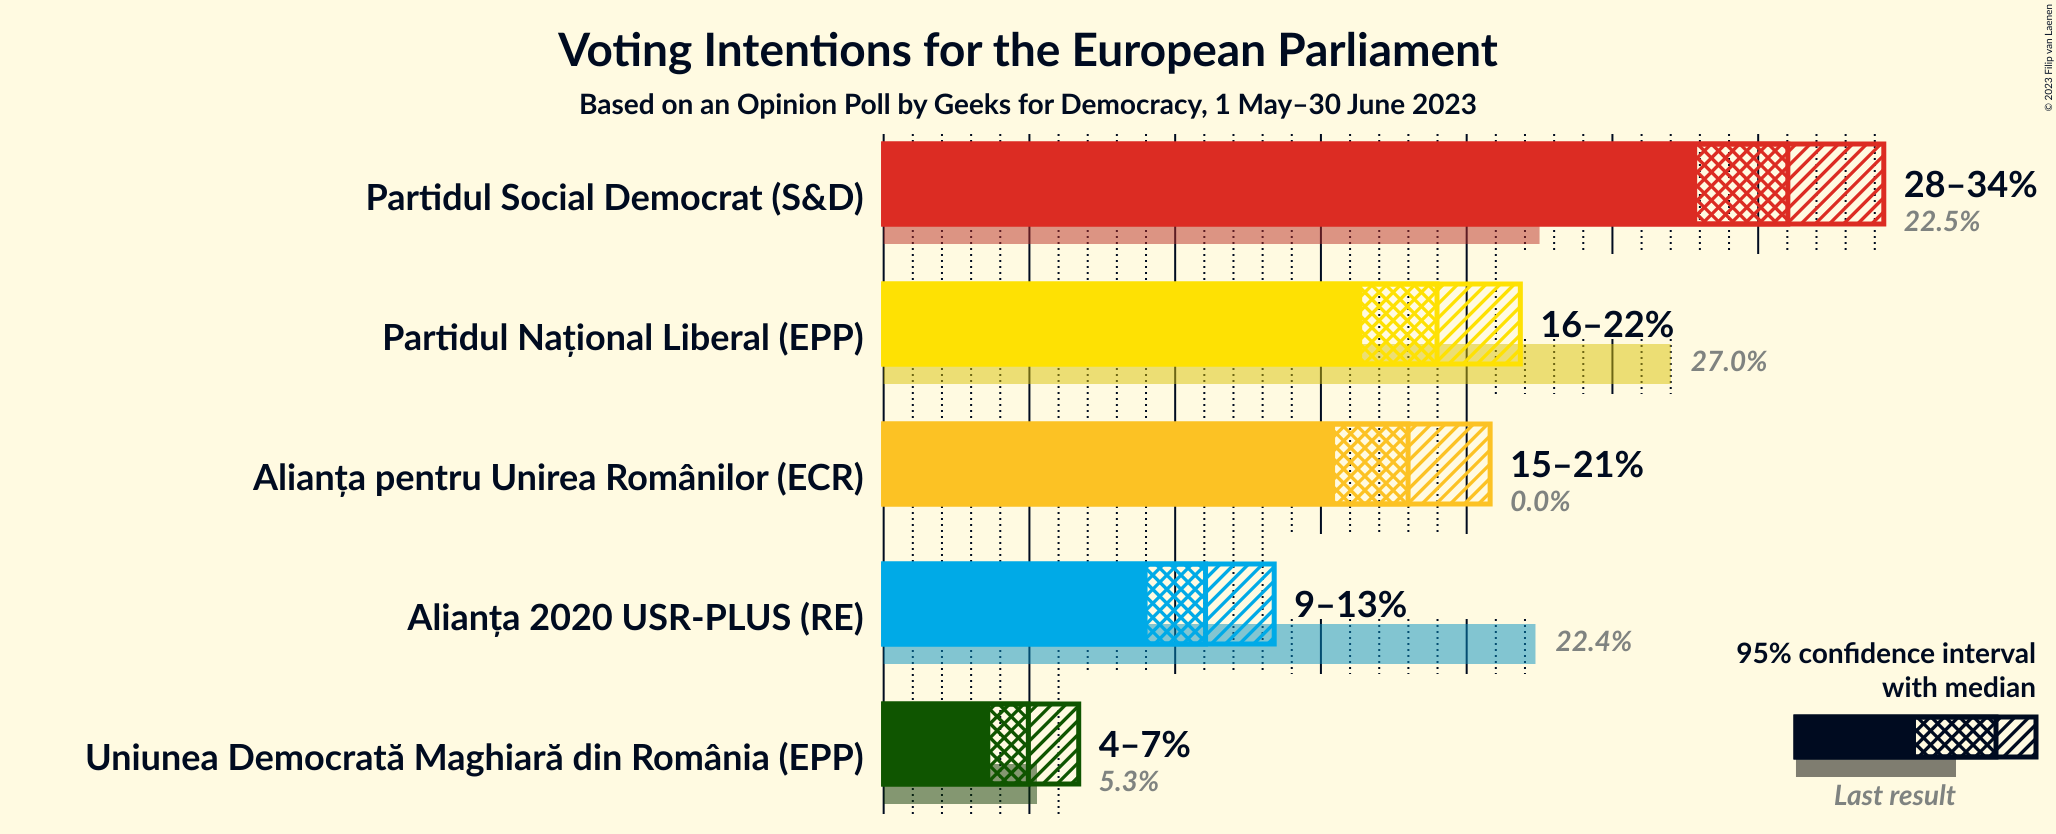 Voting Intentions for the European Parliament
Based on an Opinion Poll by Geeks for Democracy, 1 May–30 June 2023
© 2023 Filip van Laenen
Partidul Social Democrat (S&D)
28–34%
22.5%
Partidul Național Liberal (EPP)
16–22%
27.0%
Alianța pentru Unirea Românilor (ECR)
15–21%
0.0%
Alianța 2020 USR-PLUS (RE)
9–13%
22.4%
Uniunea Democrată Maghiară din România (EPP)
4–7%
5.3%
95% confidence interval
with median
Last result